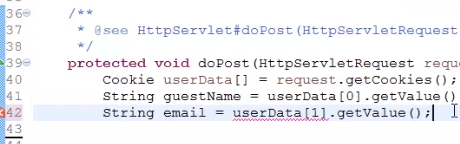 36 /**
37 * @see HttpServlet#doPost(HttpServletRequest
38 */
39 protected void doPost(HttpServletRequest reque
40 Cookie userData[] = request.getCookies();
41 String guestName = userData[0].getValue()
42 String email = userData[1].getValue();
43